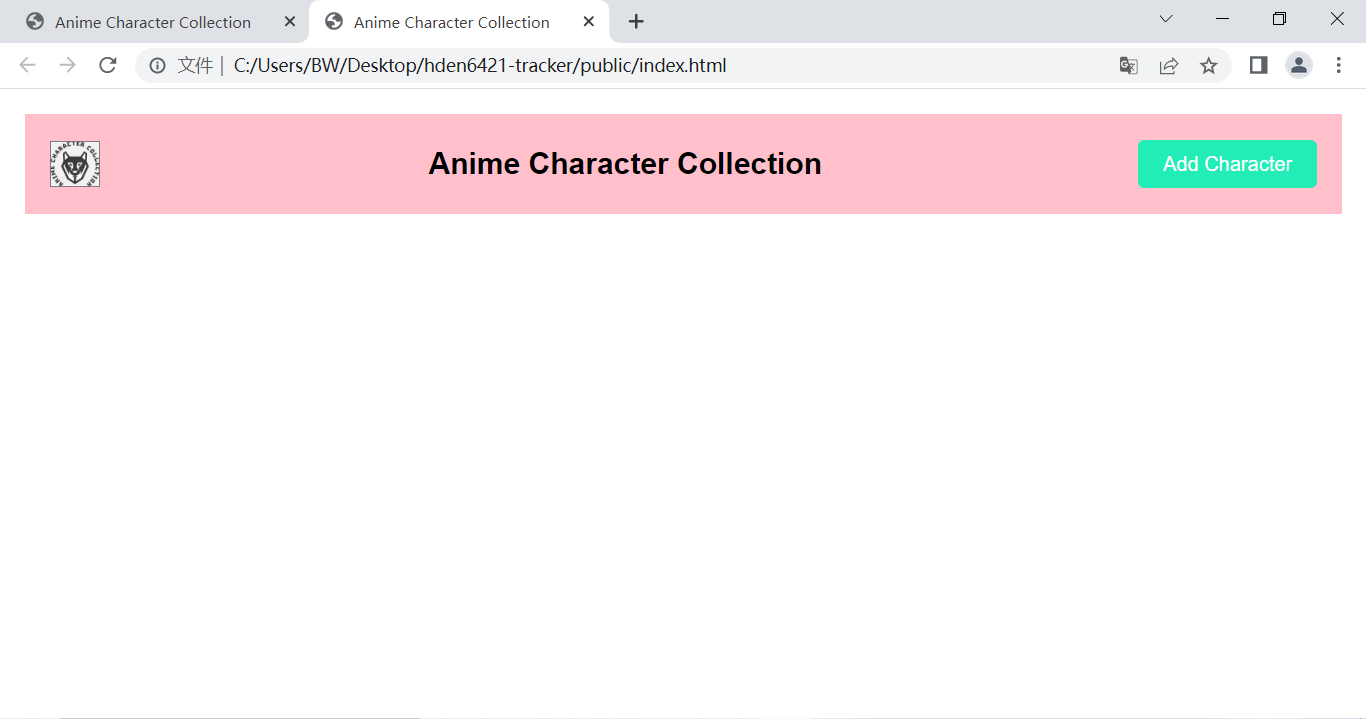 Anime Character Collection
Anime Character Collection
文件 | C:/Users/BW/Desktop/hden6421-tracker/public/index.html
ANIME CHARACTER COLLECTION
Anime Character Collection
Add Character